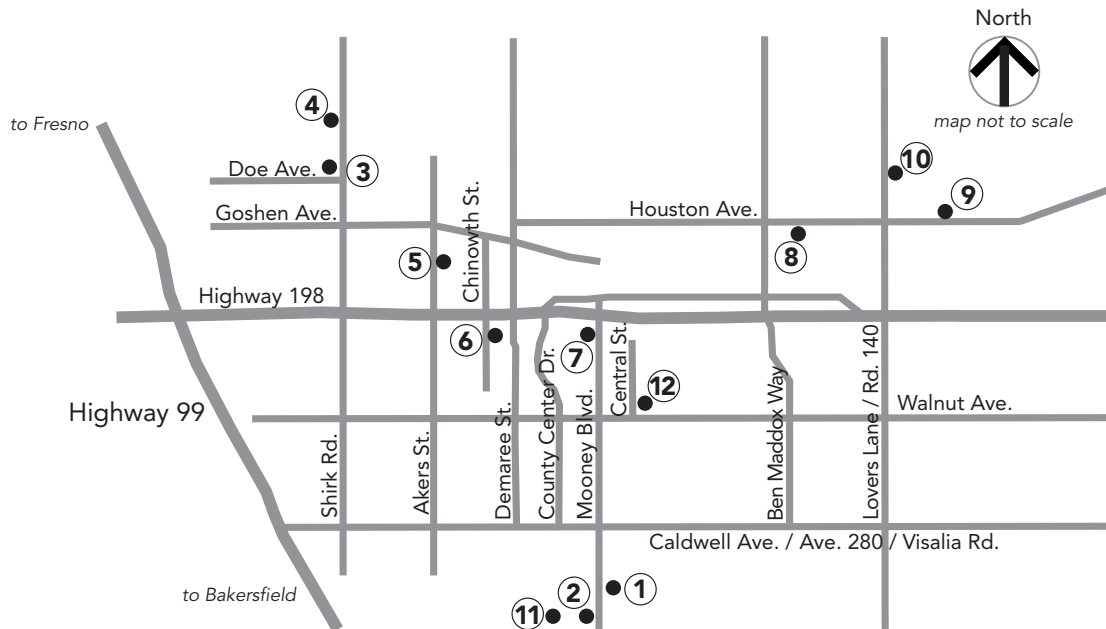 North
map not to scale
to Fresno
4
3
10
9
Doe Ave.
Goshen Ave.
Houston Ave.
Chinowth St.
5
8
Highway 198
6
7
12
Central St.
County Center Dr.
Mooney Blvd.
Demaree St.
Ben Maddox Way
Lovers Lane / Rd. 140
Walnut Ave.
Highway 99
Shirk Rd.
Akers St.
Caldwell Ave. / Ave. 280 / Visalia Rd.
to Bakersfield
11
2
1